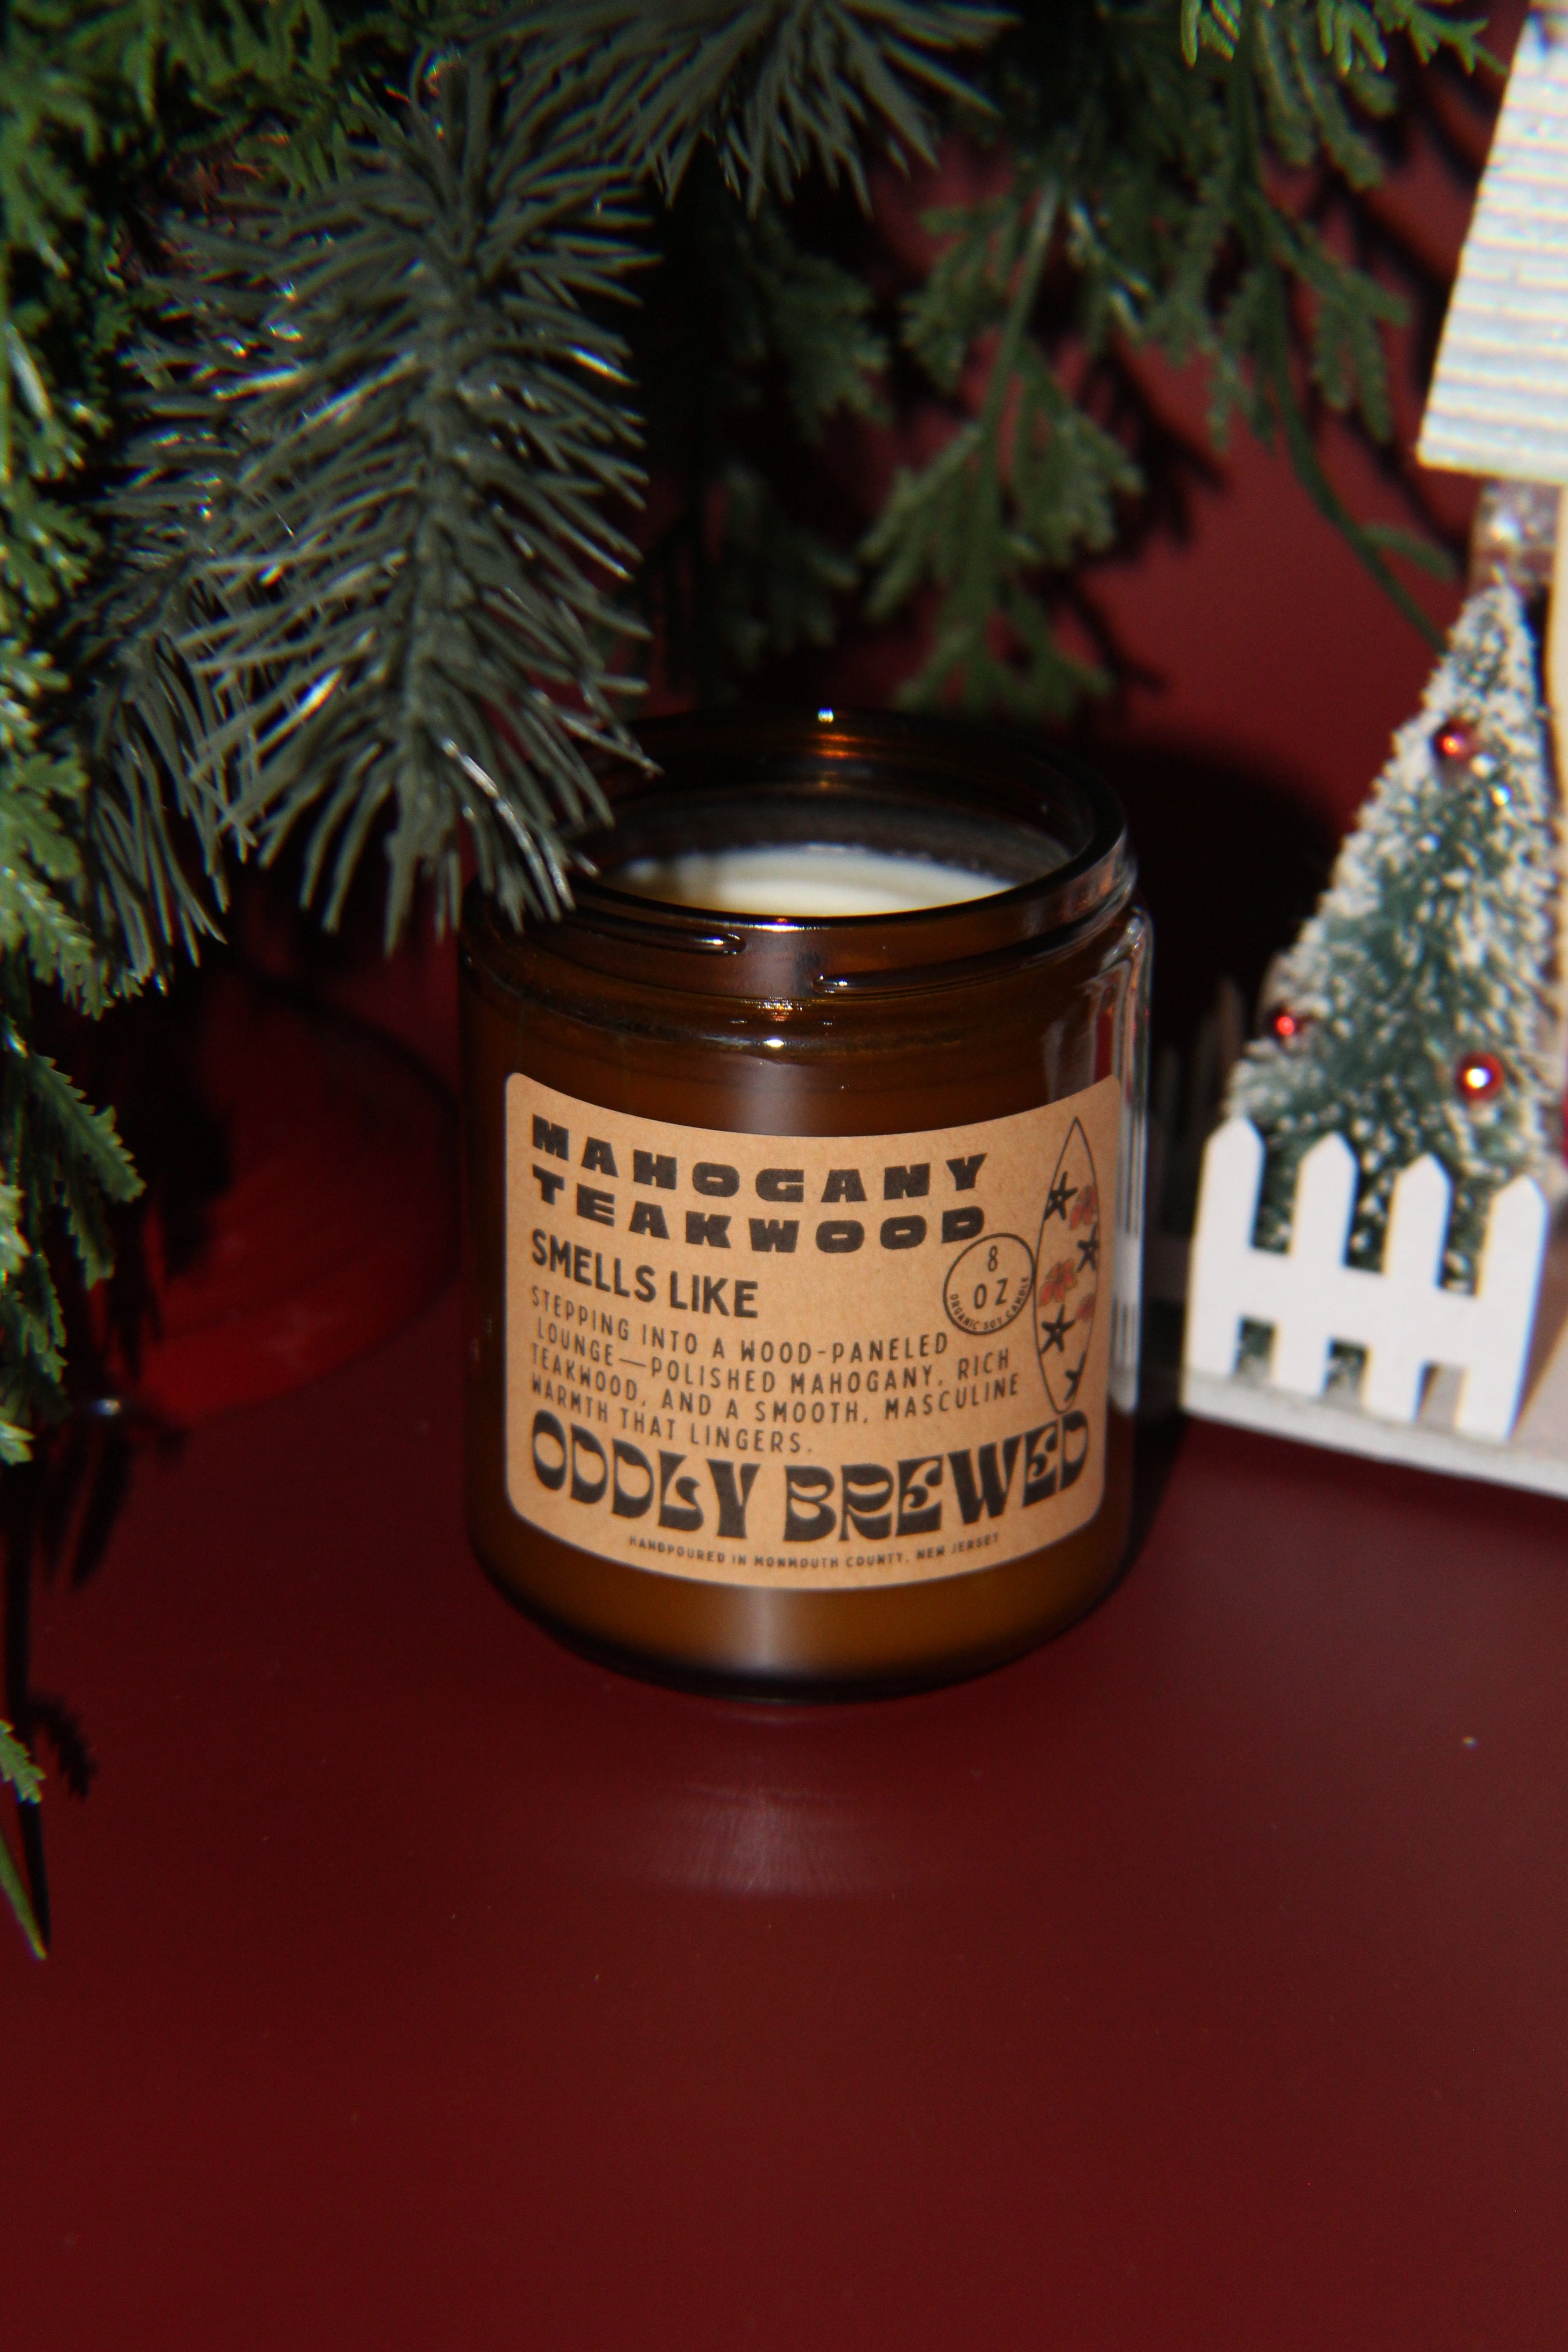 MAHOGANY
TEAKWOOD
SMELLS LIKE
8
OZ
ORGANIC SOY CANDLE
STEPPING INTO A WOOD-PANELED
LOUNGE—POLISHED MAHOGANY, RICH
TEAKWOOD, AND A SMOOTH, MASCULINE
WARMTH THAT LINGERS.
ODDLY BREWED
HANDPOURED IN MONMOUTH COUNTY, NEW JERSEY